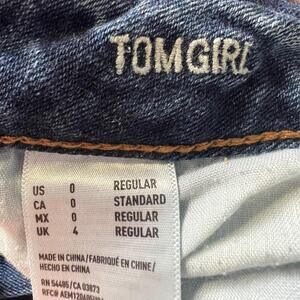 TOMGIRL
US 0 REGULAR
CA 0 STANDARD
MX 0 REGULAR
UK 4 REGULAR
MADE IN CHINA/FABRIQUÉ EN CHINE/
HECHO EN CHINA
RN 54485/CA 03873
RFC#